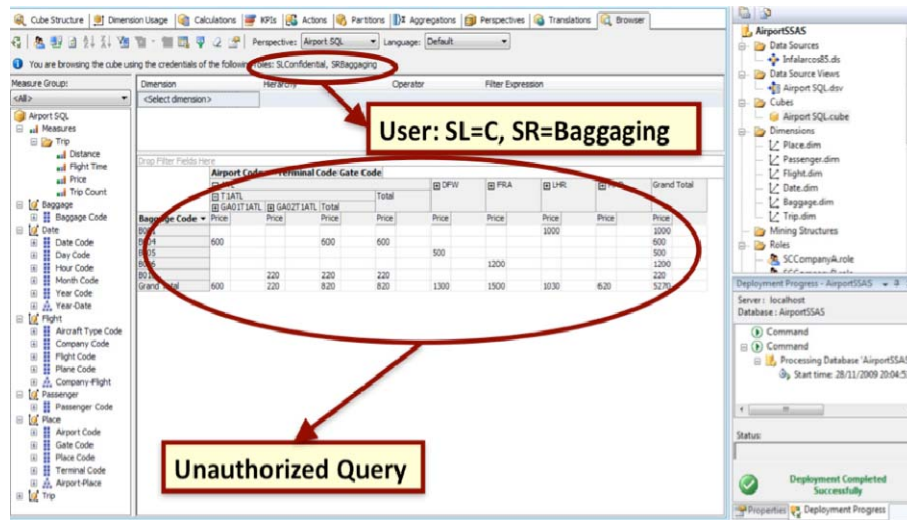 Cube Structure Dimension Usage Calculations KPIs Actions Partitions Aggregations Perspectives Translations Browser
Perspective: Airport SQL Language: Default
You are browsing the cube using the credentials of the following roles: SLConfidential, SRBaggaging
Measure Group:
<All>
Airport SQL
Measures
Trip
Distance
Flight Time
Price
Trip Count
Baggage
Baggage Code
Date
Date Code
Day Code
Hour Code
Month Code
Year Code
Year-Date
Flight
Aircraft Type Code
Company Code
Flight Code
Plane Code
Company-Flight
Passenger
Passenger Code
Place
Airport Code
Gate Code
Place Code
Terminal Code
Airport-Place
Trip
Dimension Hierarchy Operator Filter Expression
<Select dimension>
User: SL=C, SR=Baggaging
Drop Filter Fields Here
Airport Code Terminal Code Gate Code
DFW FRA LHR Grand Total
T1ATL Total
GA01T1ATL GA02T1ATL Total
Baggage Code Price Price Price Price Price Price Price Price Price
1000 1000
600 600 600 600
500 500
1200 1200
220 220 220 220
Grand Total 600 220 820 820 1300 1500 1030 620 5270
Unauthorized Query
AirportSSAS
Data Sources
Infalarcos85.ds
Data Source Views
Airport SQL.dsv
Cubes
Airport SQL.cube
Dimensions
Place.dim
Passenger.dim
Flight.dim
Date.dim
Baggage.dim
Trip.dim
Mining Structures
Roles
SCCompanyA.role
Deployment Progress - AirportSSAS
Server: localhost
Database: AirportSSAS
Command
Command
Processing Database 'AirportSSAS
Start time: 28/11/2009 20:04:5
Status:
Deployment Completed
Successfully
Properties Deployment Progress